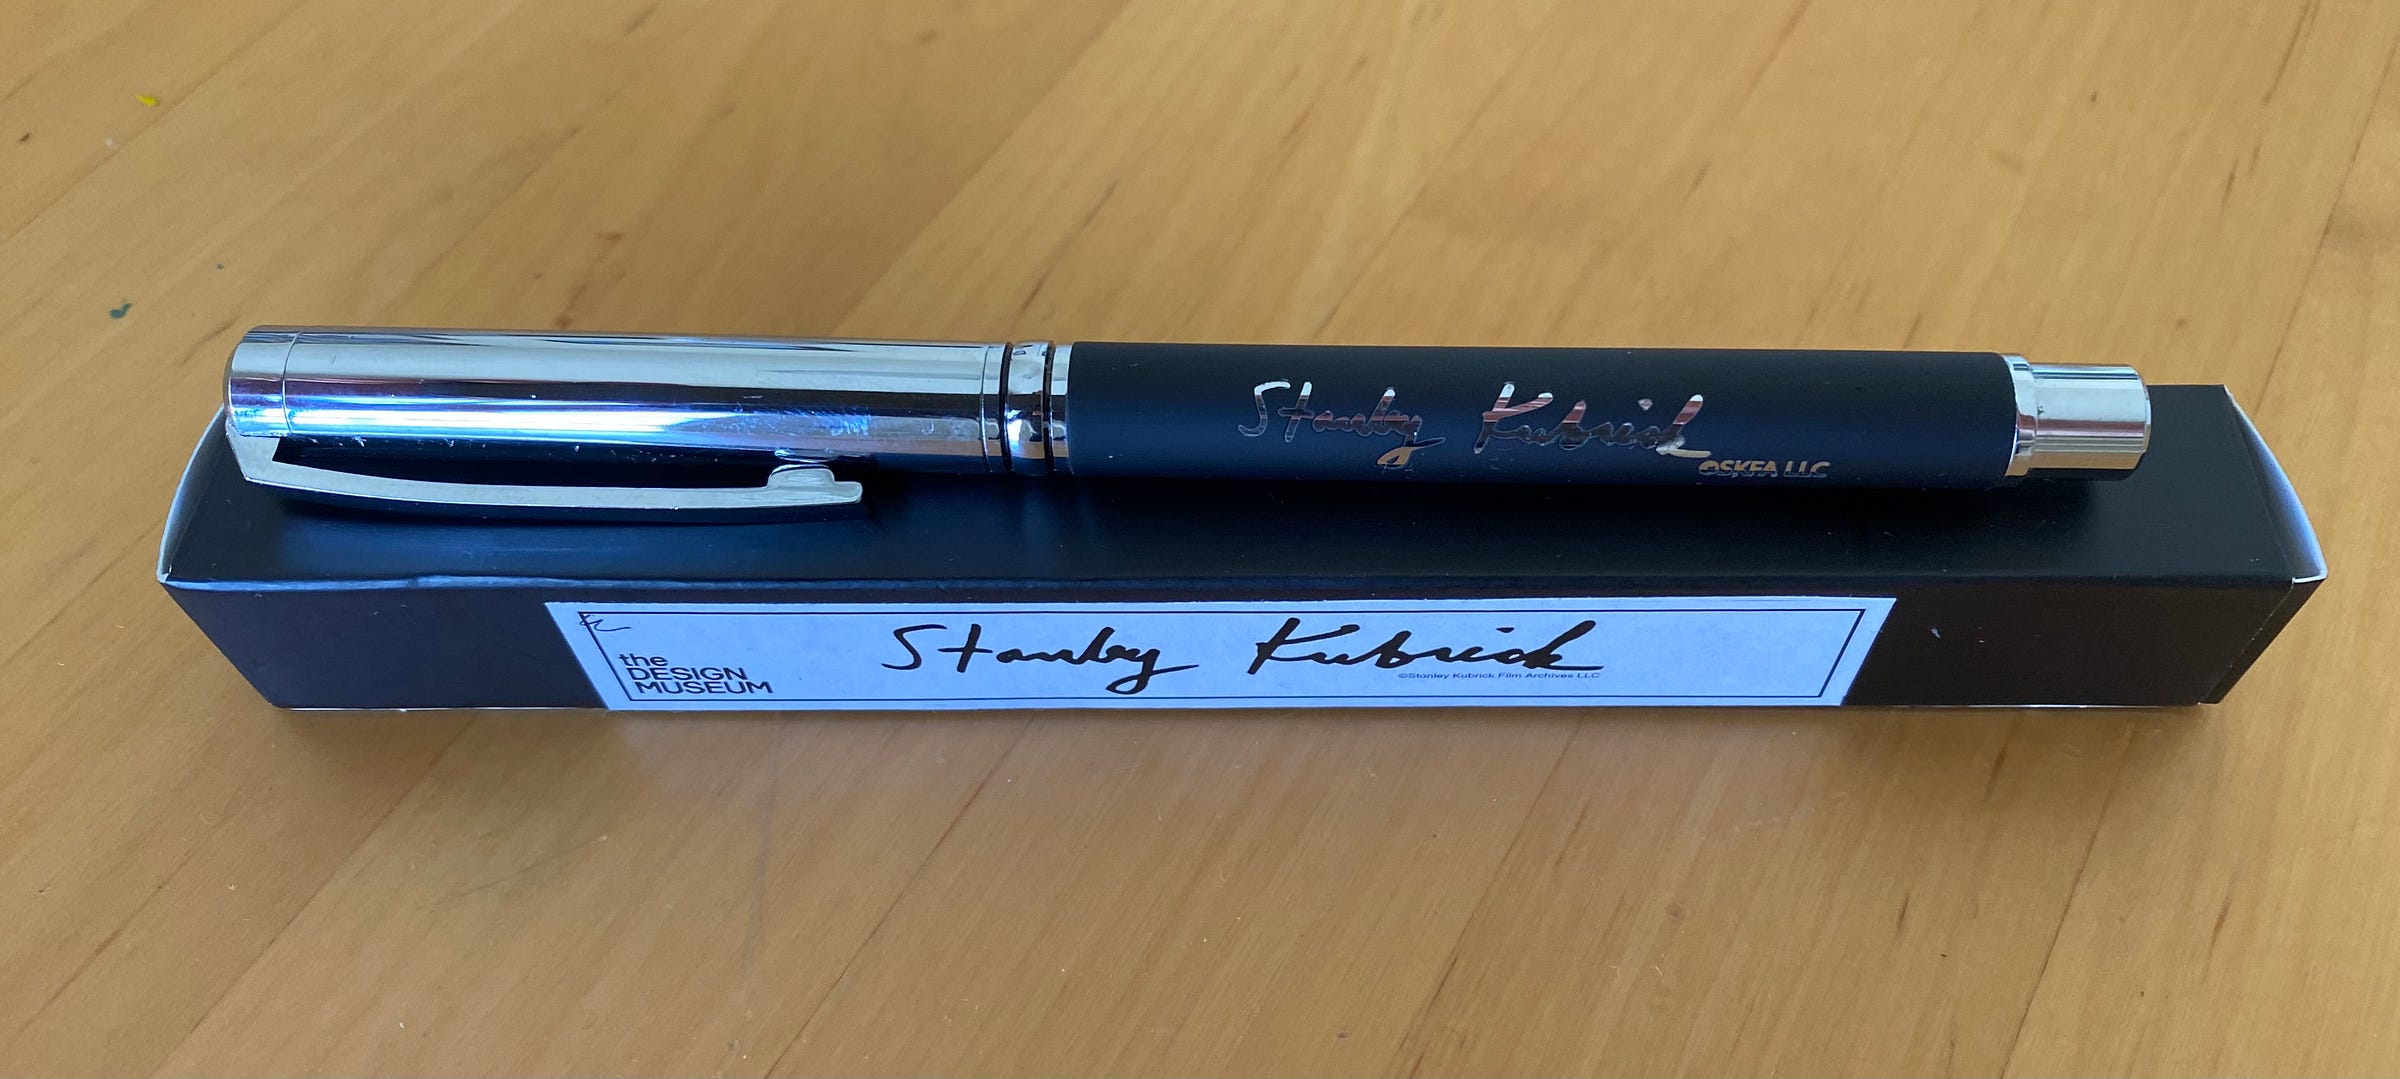 Stanley Kubrick
©SKFA LLC
the
DESIGN
MUSEUM
Stanley Kubrick
©Stanley Kubrick Film Archives LLC